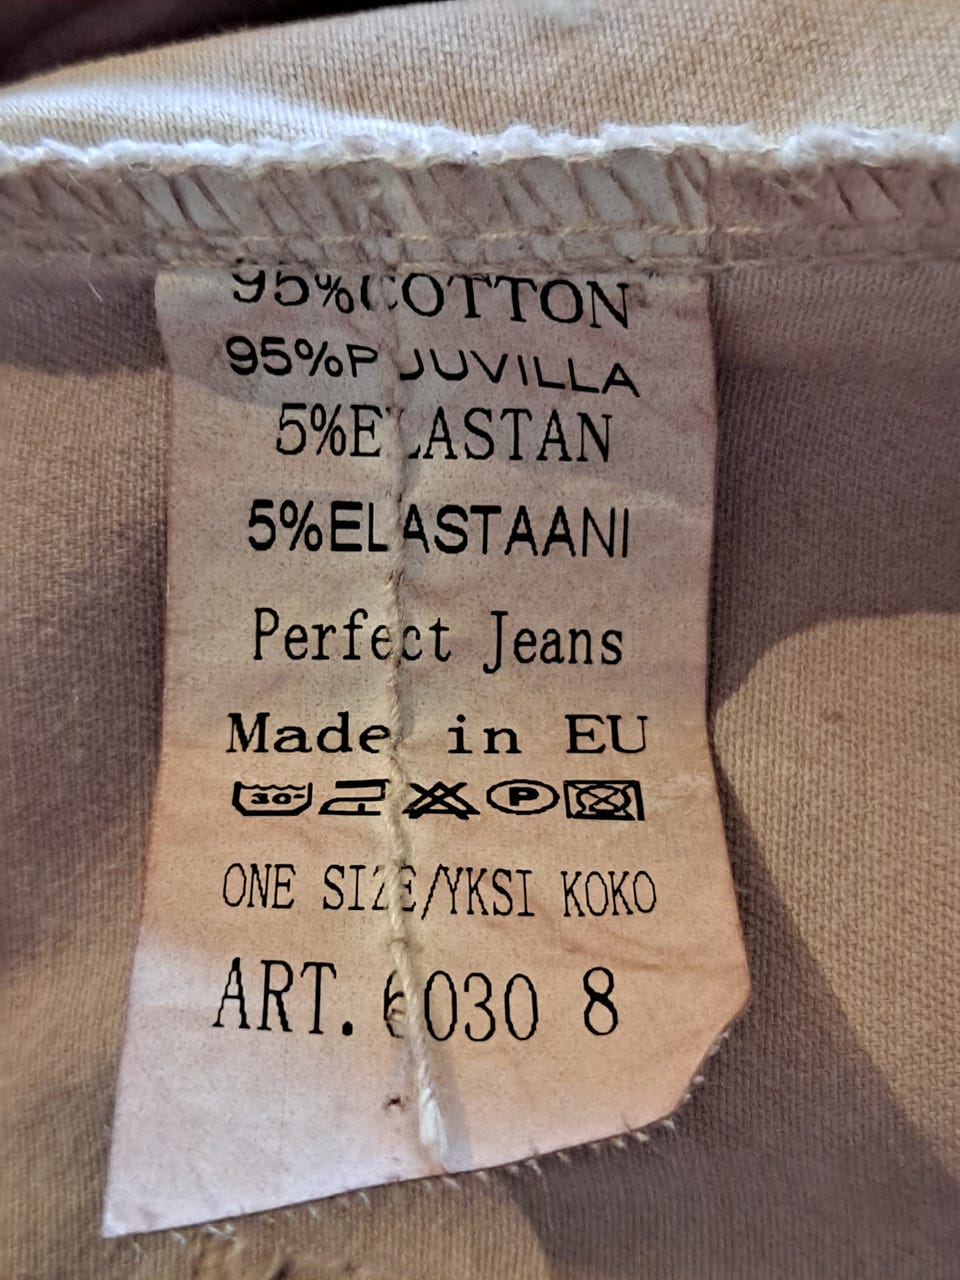 95%COTTON
95%PUUVILLA
5%ELASTAN
5%ELASTAANI
Perfect Jeans
Made in EU
30° P
ONE SIZE/YKSI KOKO
ART. 6030 8